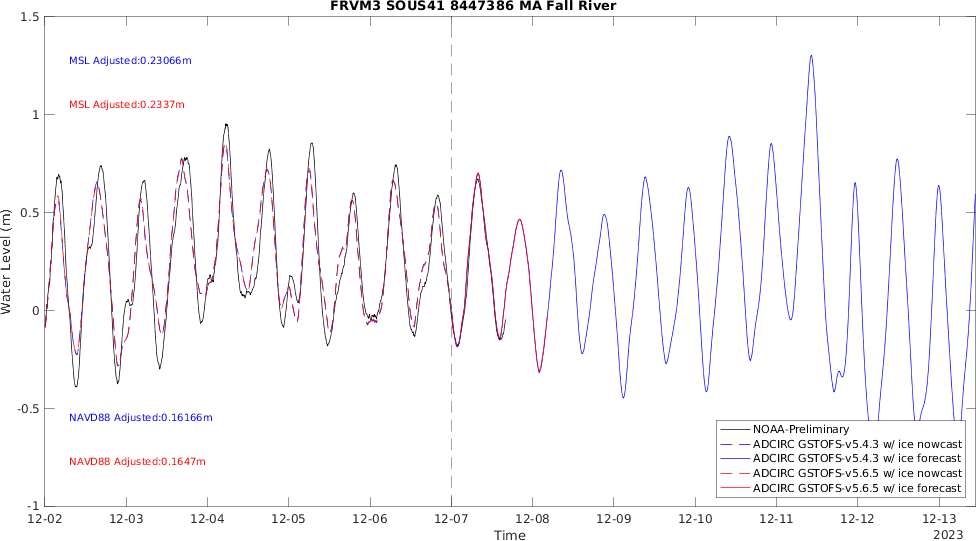 FRVM3 SOUS41 8447386 MA Fall River
1.5
1
0.5
0
-0.5
-1
Water Level (m)
MSL Adjusted:0.23066m
MSL Adjusted:0.2337m
NAVD88 Adjusted:0.16166m
NAVD88 Adjusted:0.1647m
NOAA-Preliminary
ADCIRC GSTOFS-v5.4.3 w/ ice nowcast
ADCIRC GSTOFS-v5.4.3 w/ ice forecast
ADCIRC GSTOFS-v5.6.5 w/ ice nowcast
ADCIRC GSTOFS-v5.6.5 w/ ice forecast
12-02 12-03 12-04 12-05 12-06 12-07 12-08 12-09 12-10 12-11 12-12 12-13
Time
2023